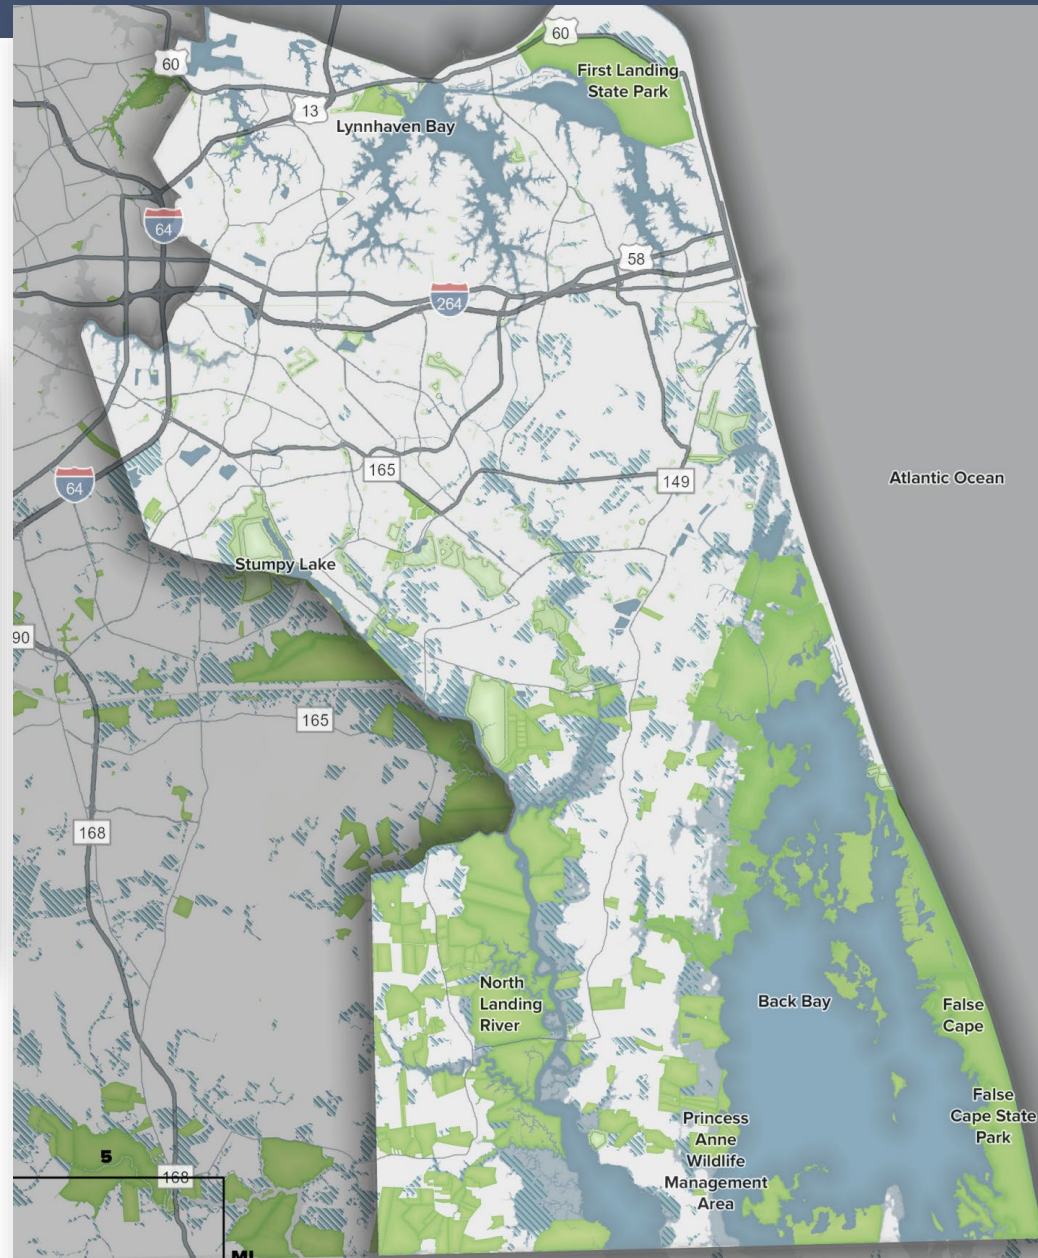 60
First Landing
State Park
60
13
Lynnhaven Bay
64
58
264
165
149
Atlantic Ocean
64
Stumpy Lake
90
165
168
North
Landing
River
Back Bay
False
Cape
False
Cape State
Park
Princess
Anne
Wildlife
Management
Area
5
168
MI